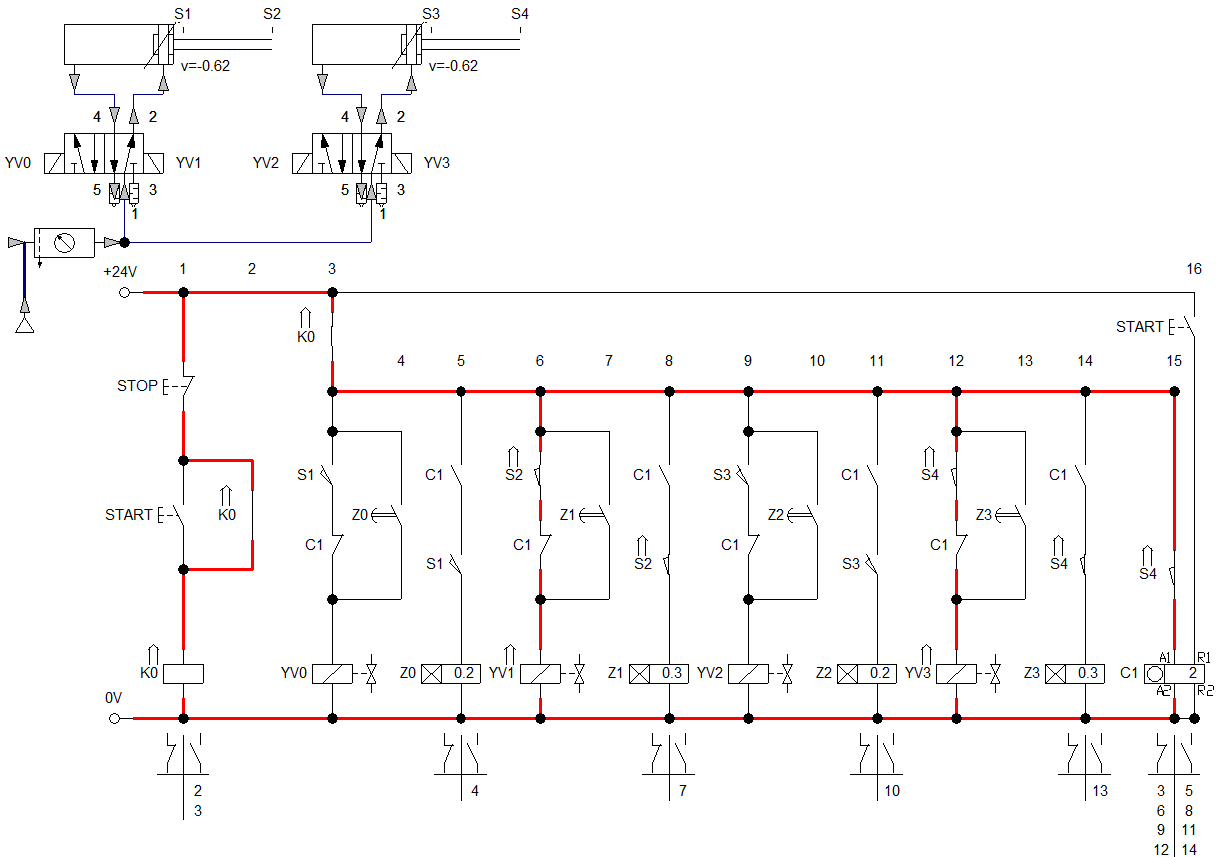 S1 S2 S3 S4
v=-0.62 v=-0.62
4 2 4 2
YV0 YV1 YV2 YV3
5 3 5 3
1 1
+24V 1 2 3 16
START
K0
4 5 6 7 8 9 10 11 12 13 14 15
STOP
S1 C1 S2 C1 S3 C1 S4 C1
START K0 Z0 Z1 Z2 Z3
C1 C1 C1 C1
S1 S2 S3 S4 S4
A1 R1
K0 YV0 Z0 0.2 YV1 Z1 0.3 YV2 Z2 0.2 YV3 Z3 0.3 C1 2
A2 R2
0V
2 4 7 10 13 3 5
3 6 8
9 11
12 14